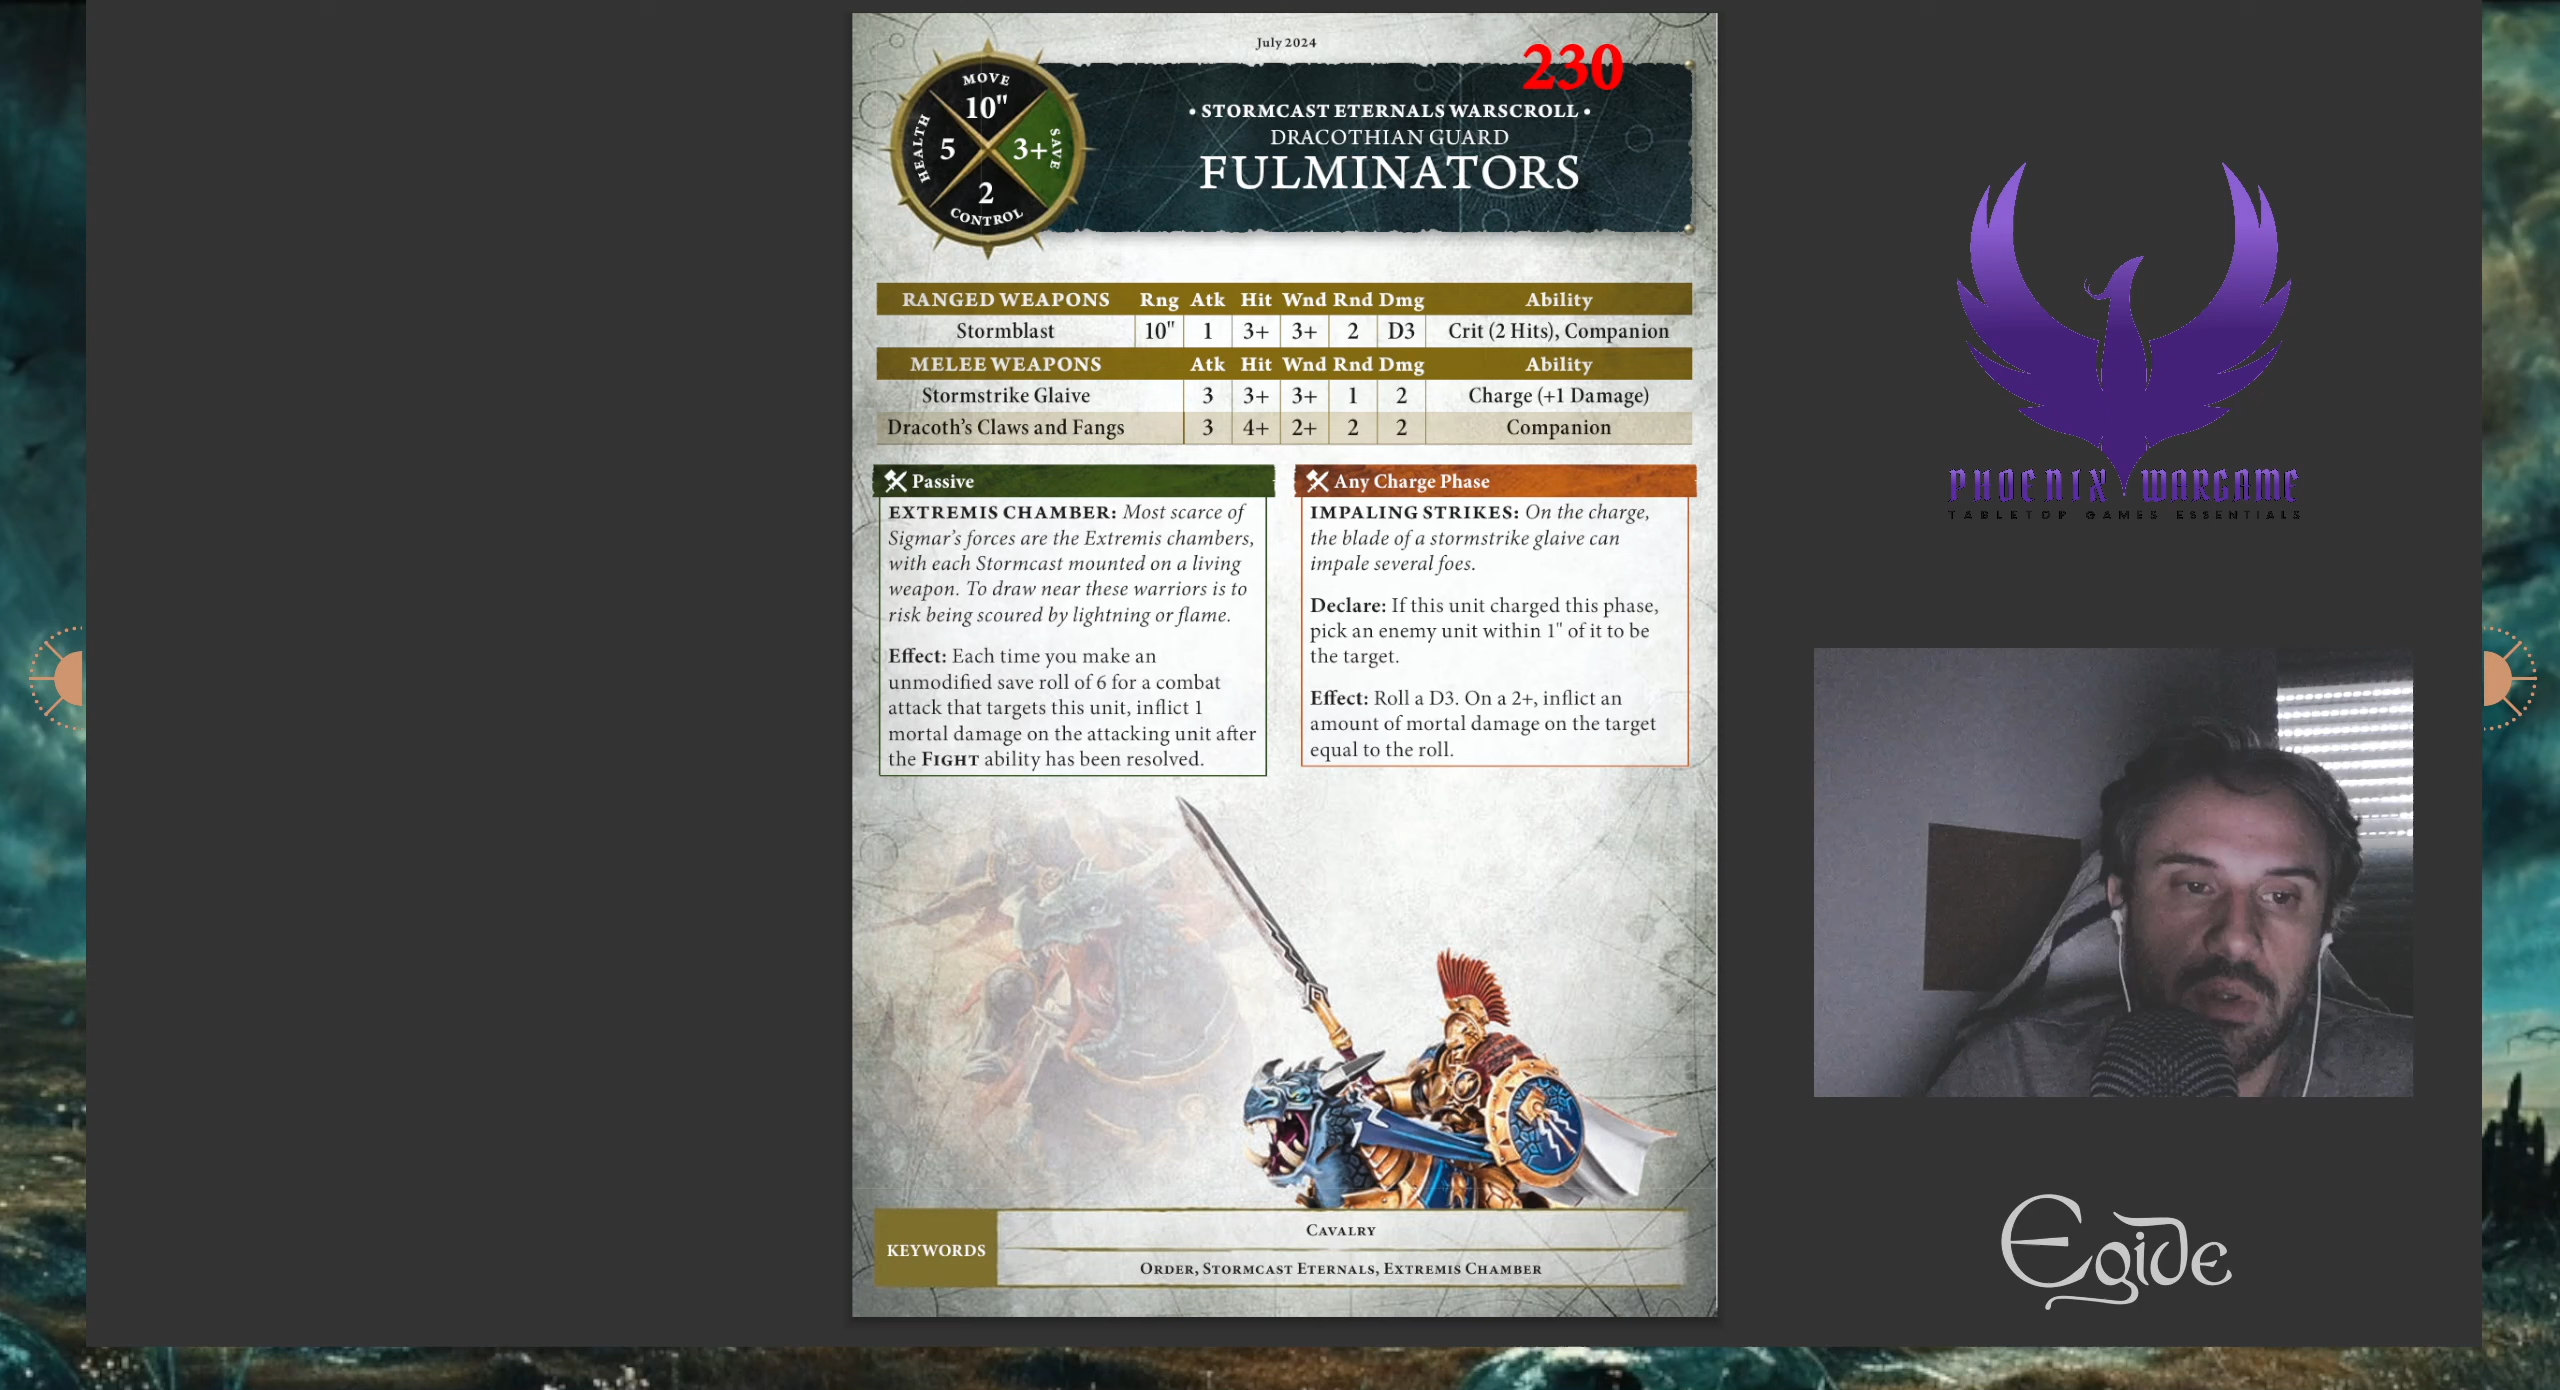 July 2024
230
MOVE
10"
HEALTH
5
3+
SAVE
2
CONTROL
• STORMCAST ETERNALS WARSCROLL •
DRACOTHIAN GUARD
FULMINATORS
RANGED WEAPONS Rng Atk Hit Wnd Rnd Dmg Ability
Stormblast 10" 1 3+ 3+ 2 D3 Crit (2 Hits), Companion
MELEE WEAPONS Atk Hit Wnd Rnd Dmg Ability
Stormstrike Glaive 3 3+ 3+ 1 2 Charge (+1 Damage)
Dracoth's Claws and Fangs 3 4+ 2+ 2 2 Companion
Passive
EXTREMIS CHAMBER: Most scarce of
Sigmar's forces are the Extremis chambers,
with each Stormcast mounted on a living
weapon. To draw near these warriors is to
risk being scoured by lightning or flame.
Effect: Each time you make an
unmodified save roll of 6 for a combat
attack that targets this unit, inflict 1
mortal damage on the attacking unit after
the FIGHT ability has been resolved.
Any Charge Phase
IMPALING STRIKES: On the charge,
the blade of a stormstrike glaive can
impale several foes.
Declare: If this unit charged this phase,
pick an enemy unit within 1" of it to be
the target.
Effect: Roll a D3. On a 2+, inflict an
amount of mortal damage on the target
equal to the roll.
KEYWORDS
CAVALRY
ORDER, STORMCAST ETERNALS, EXTREMIS CHAMBER
PHOENIX WARGAME
TABLETOP GAMES ESSENTIALS
Egide